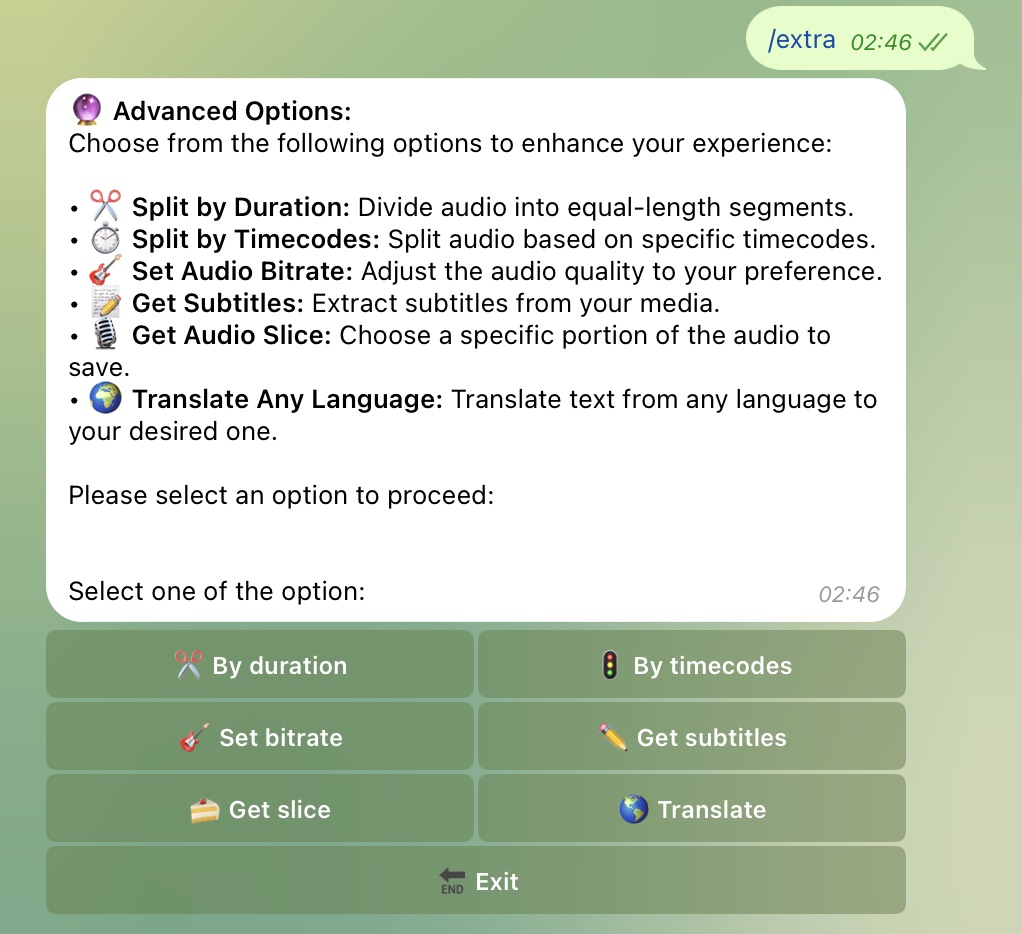 /extra 02:46
🔮 Advanced Options:
Choose from the following options to enhance your experience:
• ✂️ Split by Duration: Divide audio into equal-length segments.
• ⏱️ Split by Timecodes: Split audio based on specific timecodes.
• 🎸 Set Audio Bitrate: Adjust the audio quality to your preference.
• 📝 Get Subtitles: Extract subtitles from your media.
• 🎙️ Get Audio Slice: Choose a specific portion of the audio to
save.
• 🌍 Translate Any Language: Translate text from any language to
your desired one.
Please select an option to proceed:
Select one of the option: 02:46
✂️ By duration
🚦 By timecodes
🎸 Set bitrate
✏️ Get subtitles
🍰 Get slice
🌎 Translate
🔚 Exit